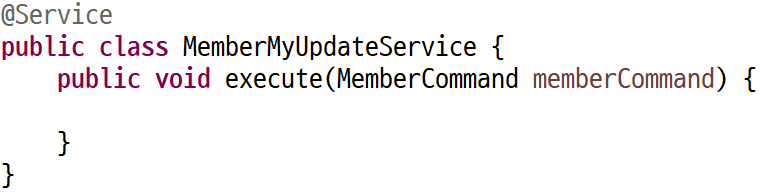 @Service
public class MemberMyUpdateService {
    public void execute(MemberCommand memberCommand) {
    }
}